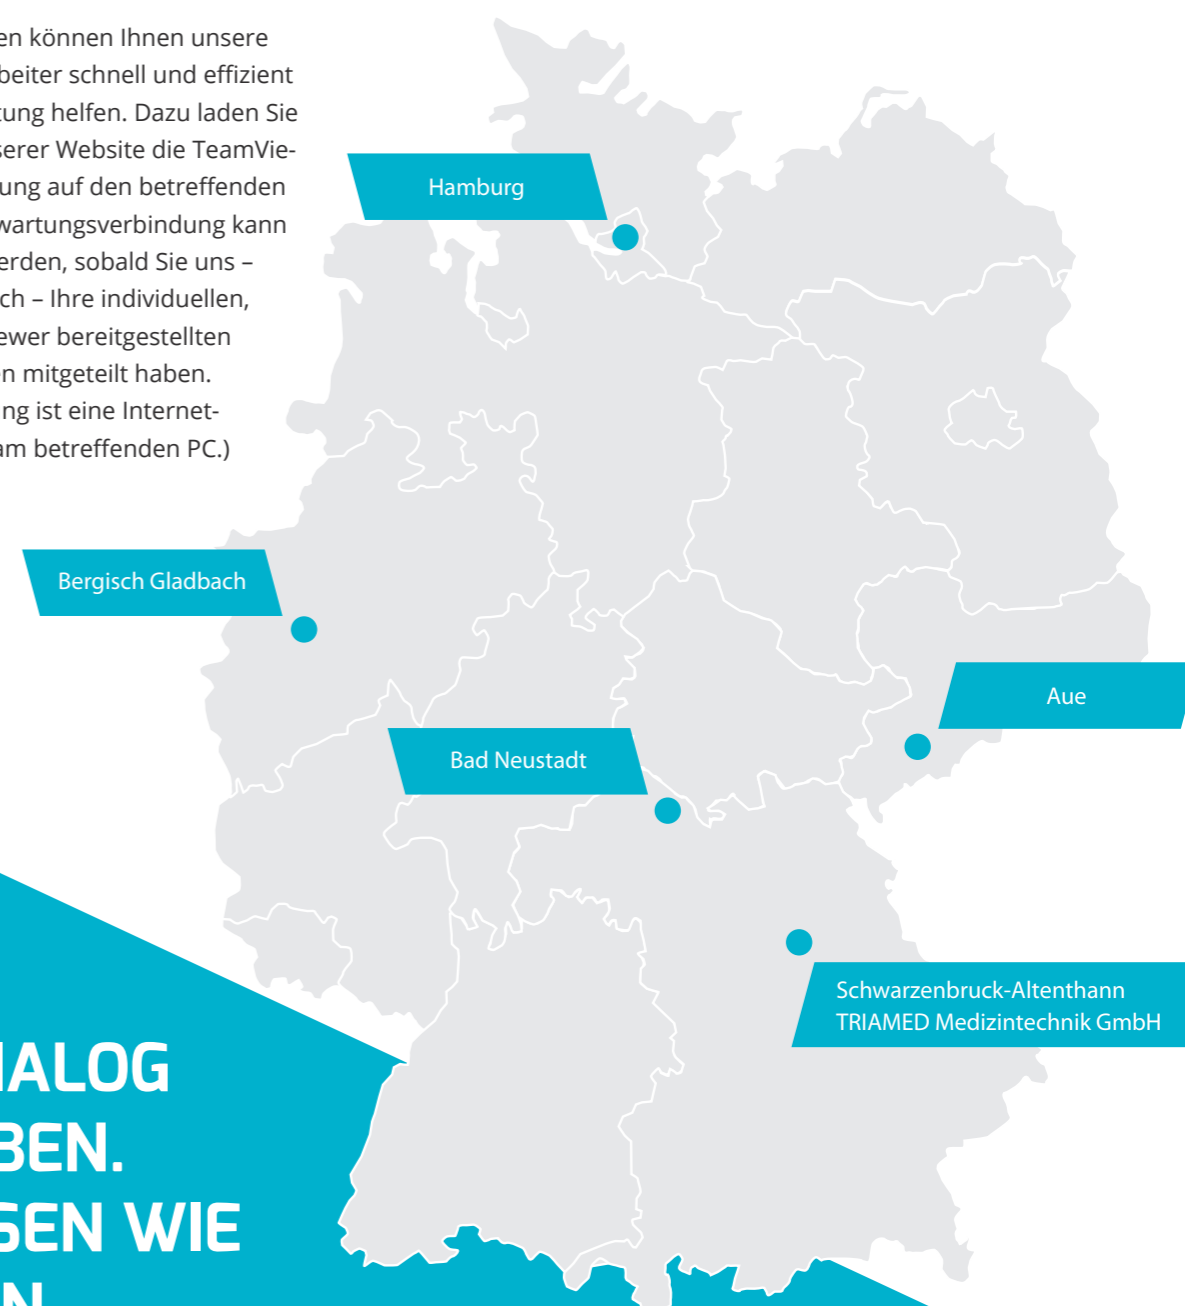 en können Ihnen unsere
beiter schnell und effizient
tung helfen. Dazu laden Sie
serer Website die TeamVie-
ung auf den betreffenden
wartungsverbindung kann
erden, sobald Sie uns –
ch – Ihre individuellen,
ewer bereitgestellten
en mitgeteilt haben.
ng ist eine Internet-
am betreffenden PC.)
Hamburg
Bergisch Gladbach
Aue
Bad Neustadt
Schwarzenbruck-Altenthann
TRIAMED Medizintechnik GmbH
IALOG
BEN.
SEN WIE